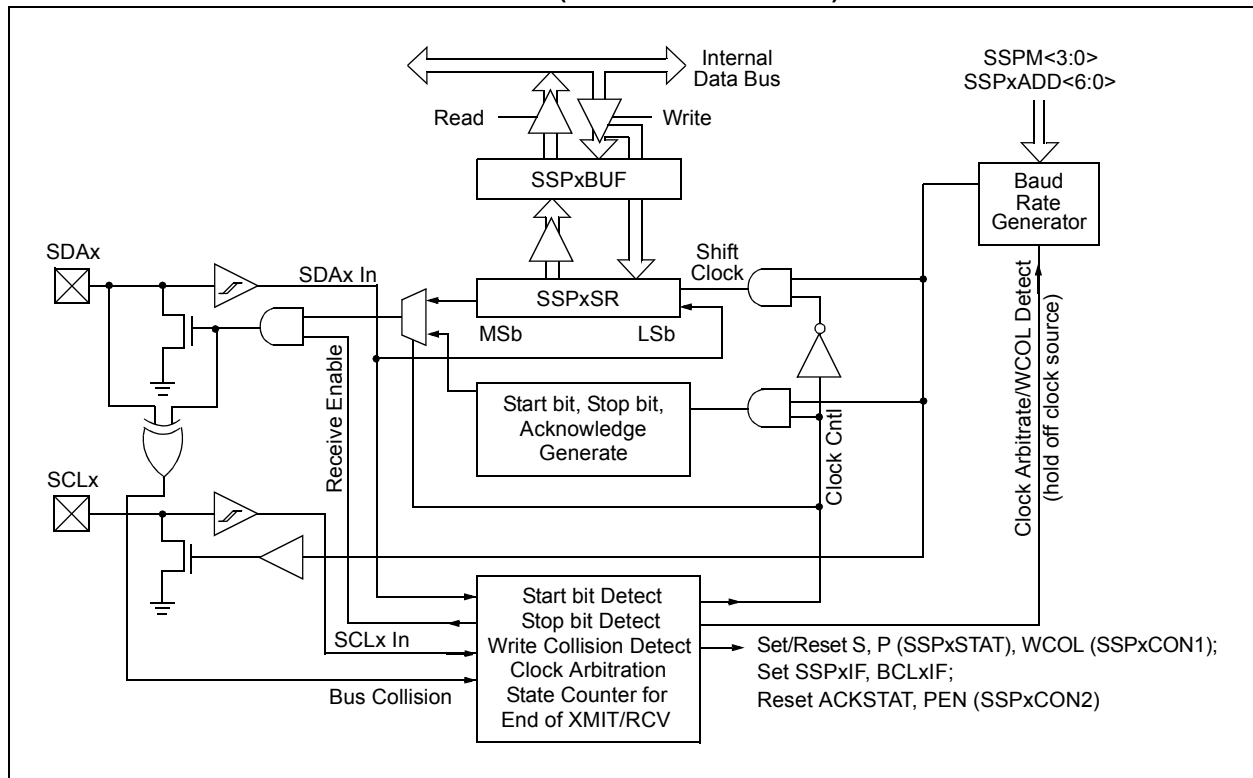 Internal
Data Bus
SSPM<3:0>
SSPxADD<6:0>
Read
Write
SSPxBUF
Baud
Rate
Generator
SDAx
SDAx In
Shift
Clock
SSPxSR
MSb
LSb
Receive Enable
Start bit, Stop bit,
Acknowledge
Generate
Clock Cntl
Clock Arbitrate/WCOL Detect
(hold off clock source)
SCLx
SCLx In
Bus Collision
Start bit Detect
Stop bit Detect
Write Collision Detect
Clock Arbitration
State Counter for
End of XMIT/RCV
Set/Reset S, P (SSPxSTAT), WCOL (SSPxCON1);
Set SSPxIF, BCLxIF;
Reset ACKSTAT, PEN (SSPxCON2)